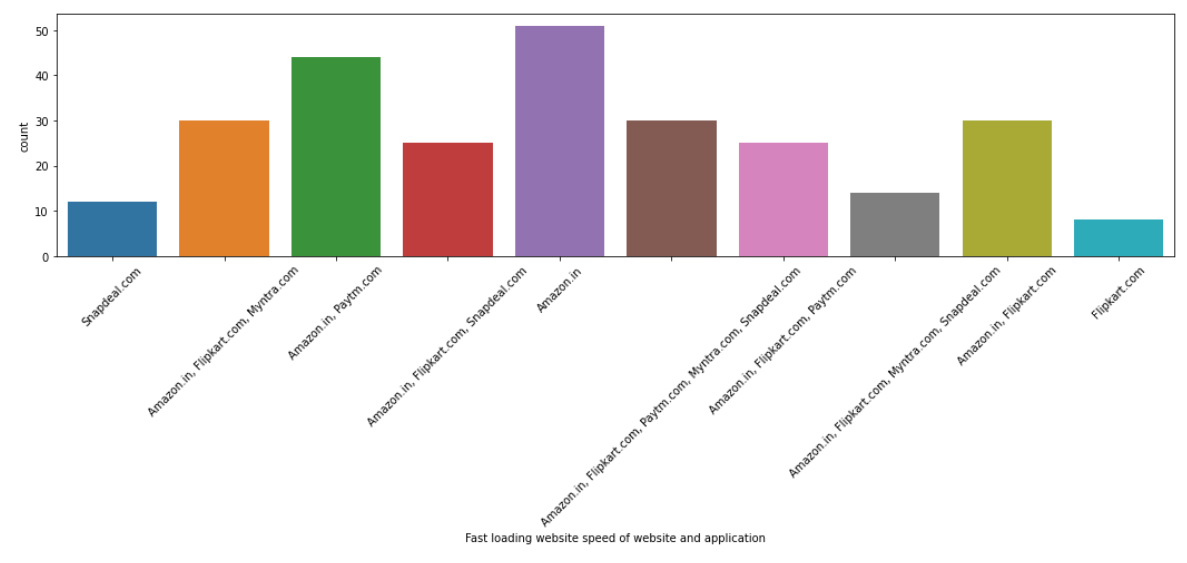 50
40
30
20
10
0
count
Snapdeal.com
Amazon.in, Flipkart.com, Myntra.com
Amazon.in, Paytm.com
Amazon.in, Flipkart.com, Snapdeal.com
Amazon.in
Amazon.in, Flipkart.com, Paytm.com, Myntra.com, Snapdeal.com
Amazon.in, Flipkart.com, Paytm.com
Amazon.in, Flipkart.com, Myntra.com, Snapdeal.com
Amazon.in, Flipkart.com
Flipkart.com
Fast loading website speed of website and application